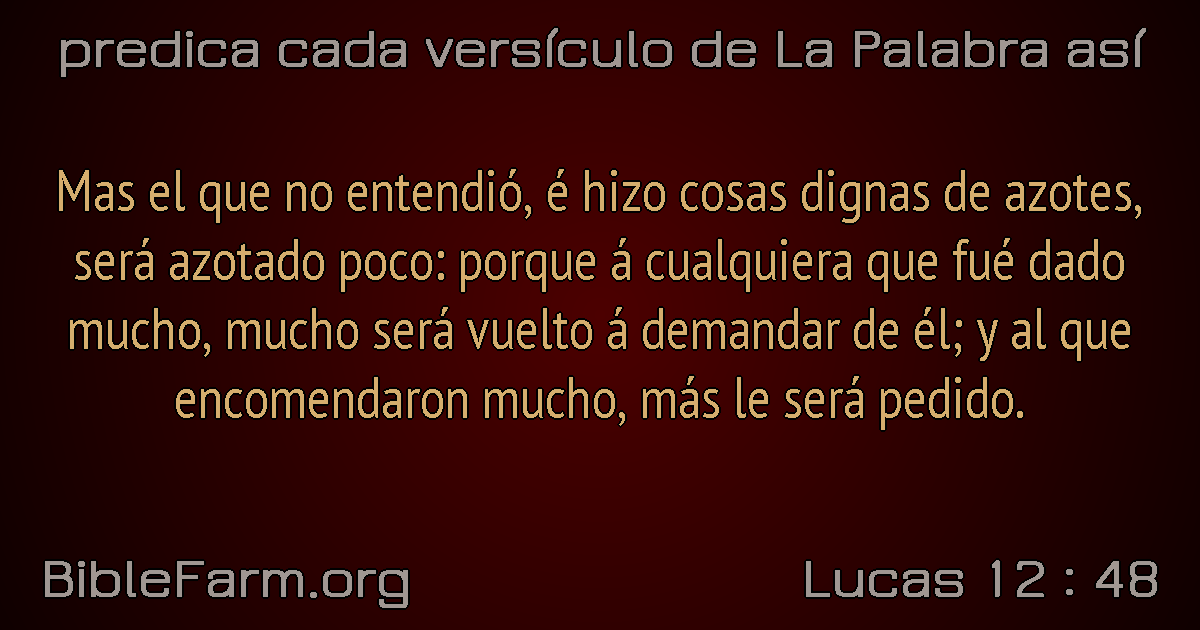 predica cada versículo de La Palabra así
Mas el que no entendió, é hizo cosas dignas de azotes,
será azotado poco: porque á cualquiera que fué dado
mucho, mucho será vuelto á demandar de él; y al que
encomendaron mucho, más le será pedido.
BibleFarm.org
Lucas 12 : 48